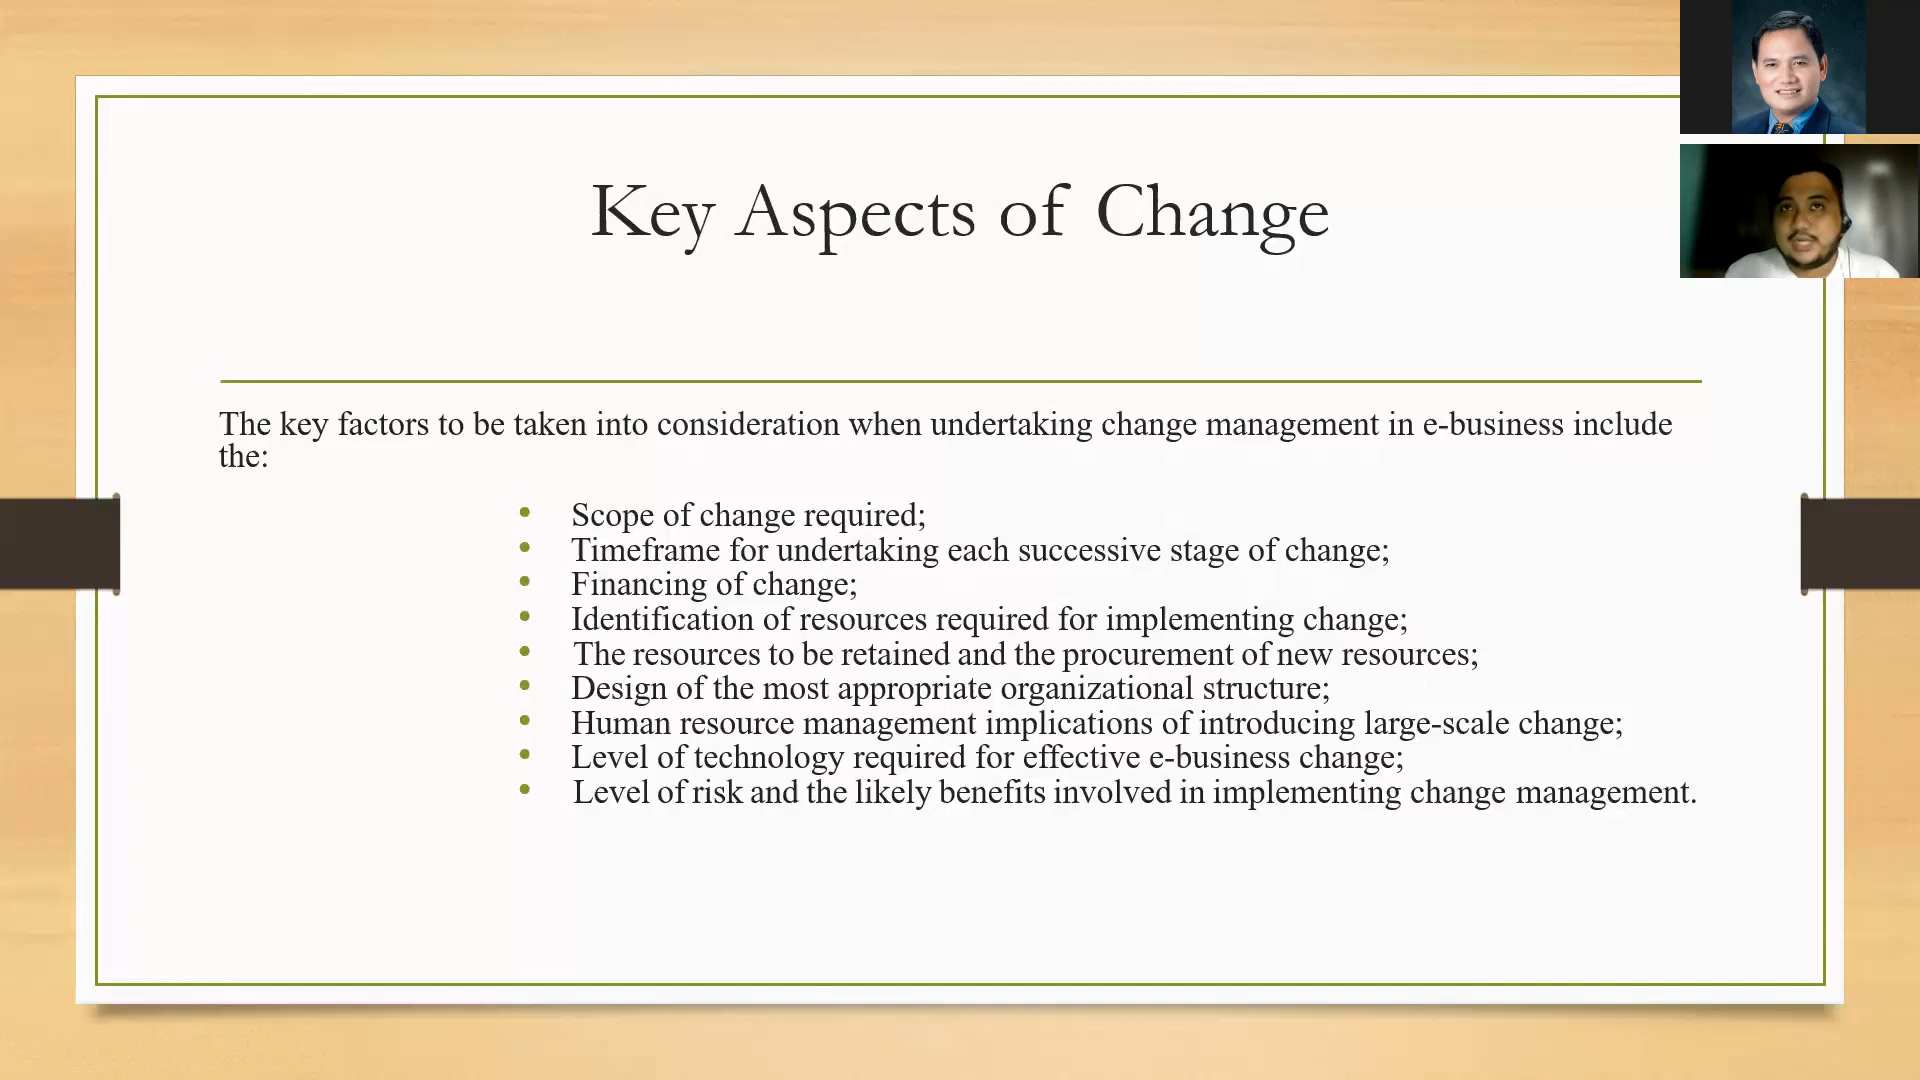 Key Aspects of Change
The key factors to be taken into consideration when undertaking change management in e-business include
the:
• Scope of change required;
• Timeframe for undertaking each successive stage of change;
• Financing of change;
• Identification of resources required for implementing change;
• The resources to be retained and the procurement of new resources;
• Design of the most appropriate organizational structure;
• Human resource management implications of introducing large-scale change;
• Level of technology required for effective e-business change;
• Level of risk and the likely benefits involved in implementing change management.